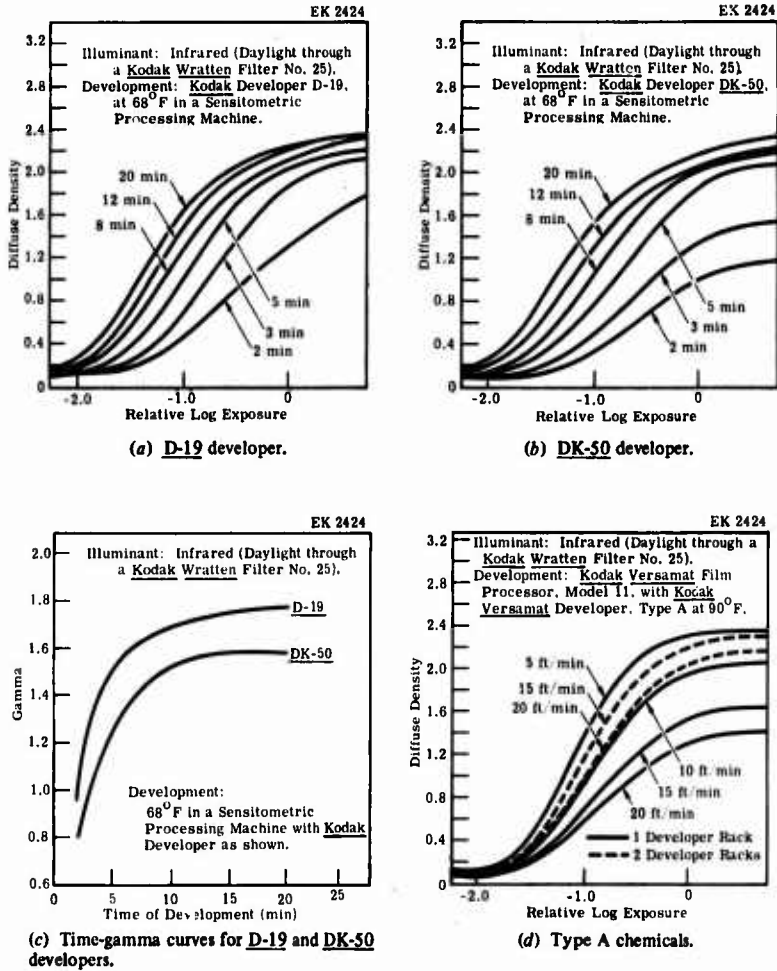 EK 2424
3.2
2.8
2.4
2.0
1.6
1.2
0.8
0.4
0
Diffuse Density
Illuminant: Infrared (Daylight through
a Kodak Wratten Filter No. 25).
Development: Kodak Developer D-19,
at 68°F in a Sensitometric
Processing Machine.
20 min
12 min
8 min
5 min
3 min
2 min
-2.0
-1.0
0
Relative Log Exposure
(a) D-19 developer.
EK 2424
3.2
2.8
2.4
2.0
1.6
1.2
0.8
0.4
0
Diffuse Density
Illuminant: Infrared (Daylight through
a Kodak Wratten Filter No. 25).
Development: Kodak Developer DK-50,
at 68°F in a Sensitometric
Processing Machine.
20 min
12 min
8 min
5 min
3 min
2 min
-2.0
-1.0
0
Relative Log Exposure
(b) DK-50 developer.
EK 2424
2.0
1.8
1.6
1.4
1.2
1.0
0.8
0.6
Gamma
Illuminant: Infrared (Daylight through
a Kodak Wratten Filter No. 25).
D-19
DK-50
Development:
68°F in a Sensitometric
Processing Machine with Kodak
Developer as shown.
0
5
10
15
20
25
Time of Development (min)
(c) Time-gamma curves for D-19 and DK-50
developers.
EK 2424
3.2
2.8
2.4
2.0
1.6
1.2
0.8
0.4
0
Diffuse Density
Illuminant: Infrared (Daylight through a
Kodak Wratten Filter No. 25).
Development: Kodak Versamat Film
Processor, Model 11, with Kodak
Versamat Developer, Type A at 90°F.
5 ft/min
15 ft/min
20 ft/min
10 ft/min
15 ft/min
20 ft/min
1 Developer Rack
2 Developer Racks
-2.0
-1.0
0
Relative Log Exposure
(d) Type A chemicals.